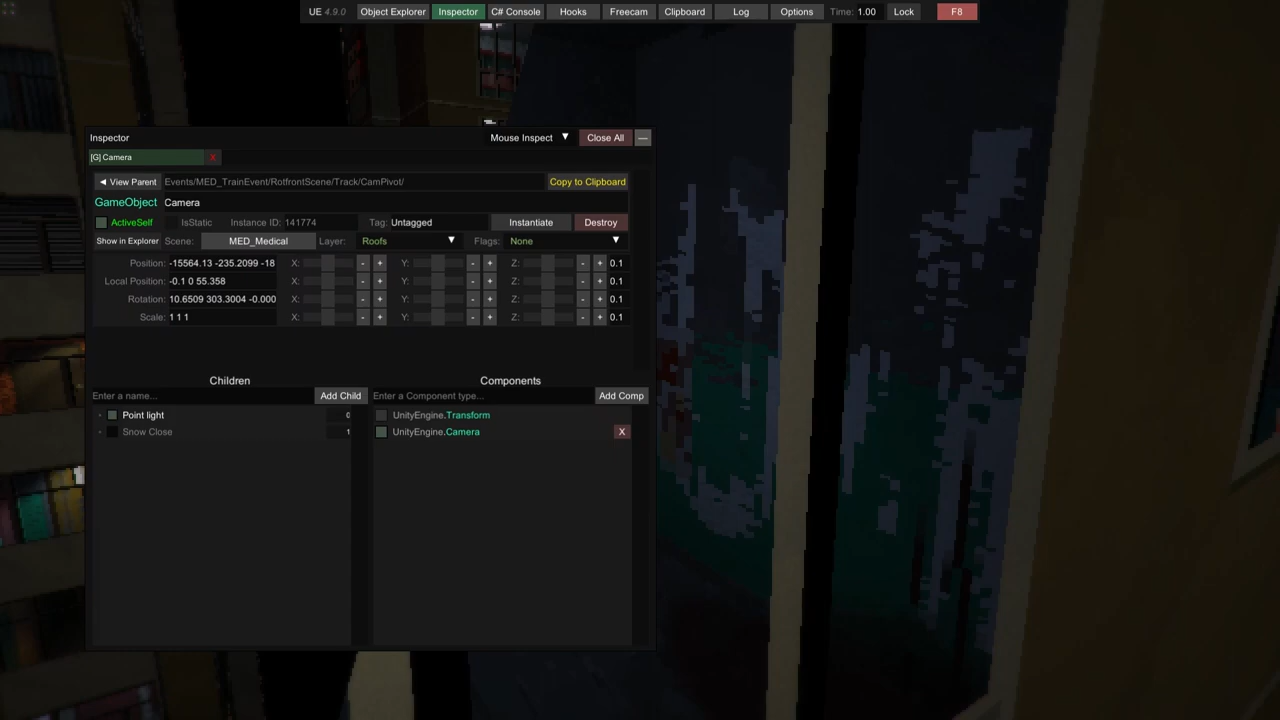 UE 4.9.0 Object Explorer Inspector C# Console Hooks Freecam Clipboard Log Options Time: 1.00 Lock F8
Inspector Mouse Inspect ▼ Close All —
[G] Camera X
◄ View Parent Events/MED_TrainEvent/RotfrontScene/Track/CamPivot/ Copy to Clipboard
GameObject Camera
ActiveSelf IsStatic Instance ID: 141774 Tag: Untagged Instantiate Destroy
Show in Explorer Scene: MED_Medical Layer: Roofs ▼ Flags: None ▼
Position: -15564.13 -235.2099 -18 X: - + Y: - + Z: - + 0.1
Local Position: -0.1 0 55.358 X: - + Y: - + Z: - + 0.1
Rotation: 10.6509 303.3004 -0.000 X: - + Y: - + Z: - + 0.1
Scale: 1 1 1 X: - + Y: - + Z: - + 0.1
Children Components
Enter a name... Add Child Enter a Component type... Add Comp
Point light 0 UnityEngine.Transform
Snow Close 1 UnityEngine.Camera X